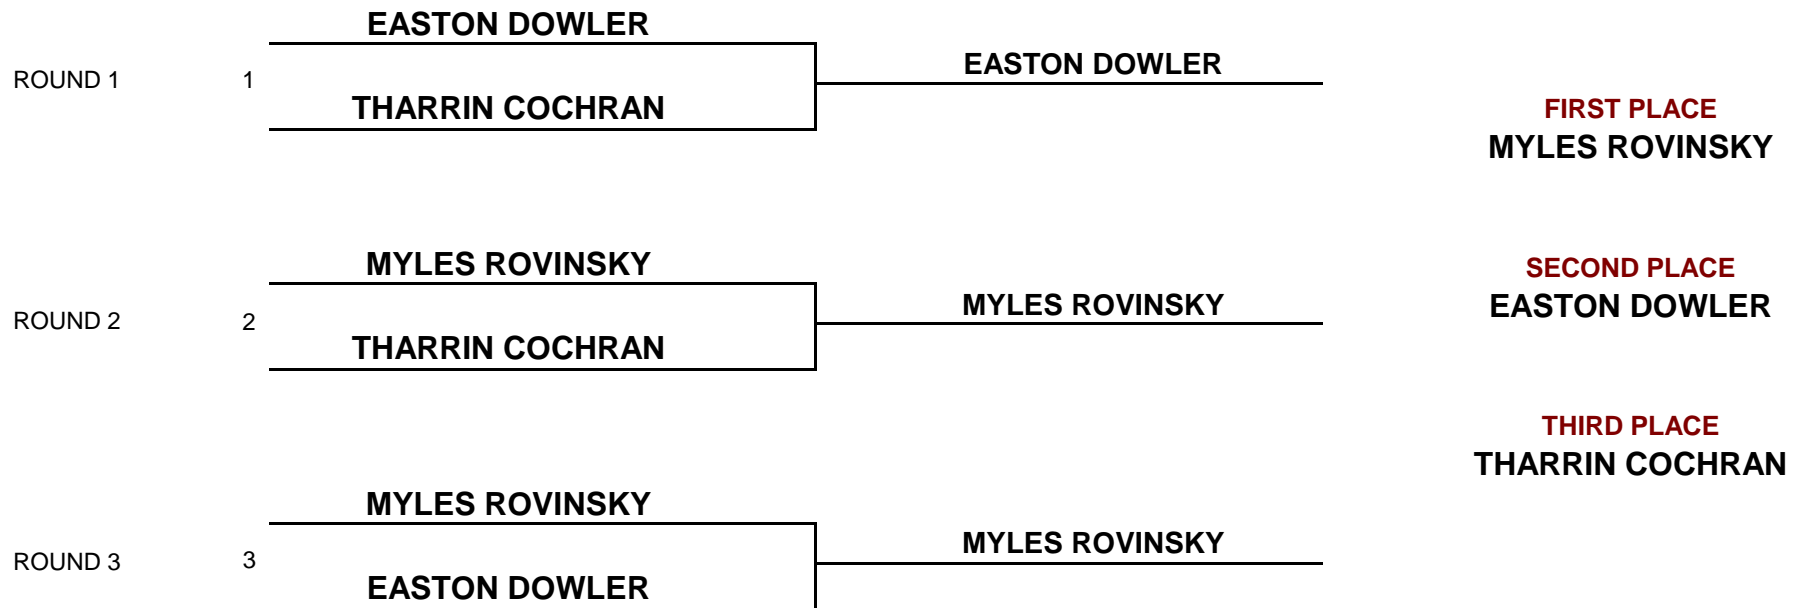 EASTON DOWLER
ROUND 1
1
EASTON DOWLER
THARRIN COCHRAN
FIRST PLACE
MYLES ROVINSKY
MYLES ROVINSKY
ROUND 2
2
MYLES ROVINSKY
THARRIN COCHRAN
SECOND PLACE
EASTON DOWLER
THIRD PLACE
THARRIN COCHRAN
MYLES ROVINSKY
ROUND 3
3
MYLES ROVINSKY
EASTON DOWLER